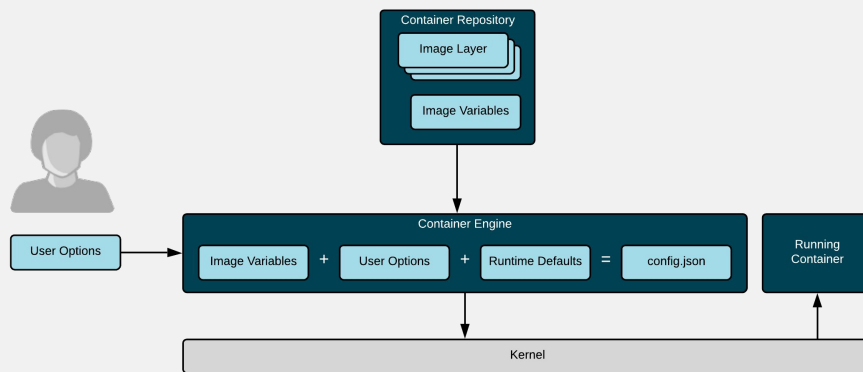 Container Repository
Image Layer
Image Variables
User Options
Container Engine
Image Variables + User Options + Runtime Defaults = config.json
Running
Container
Kernel